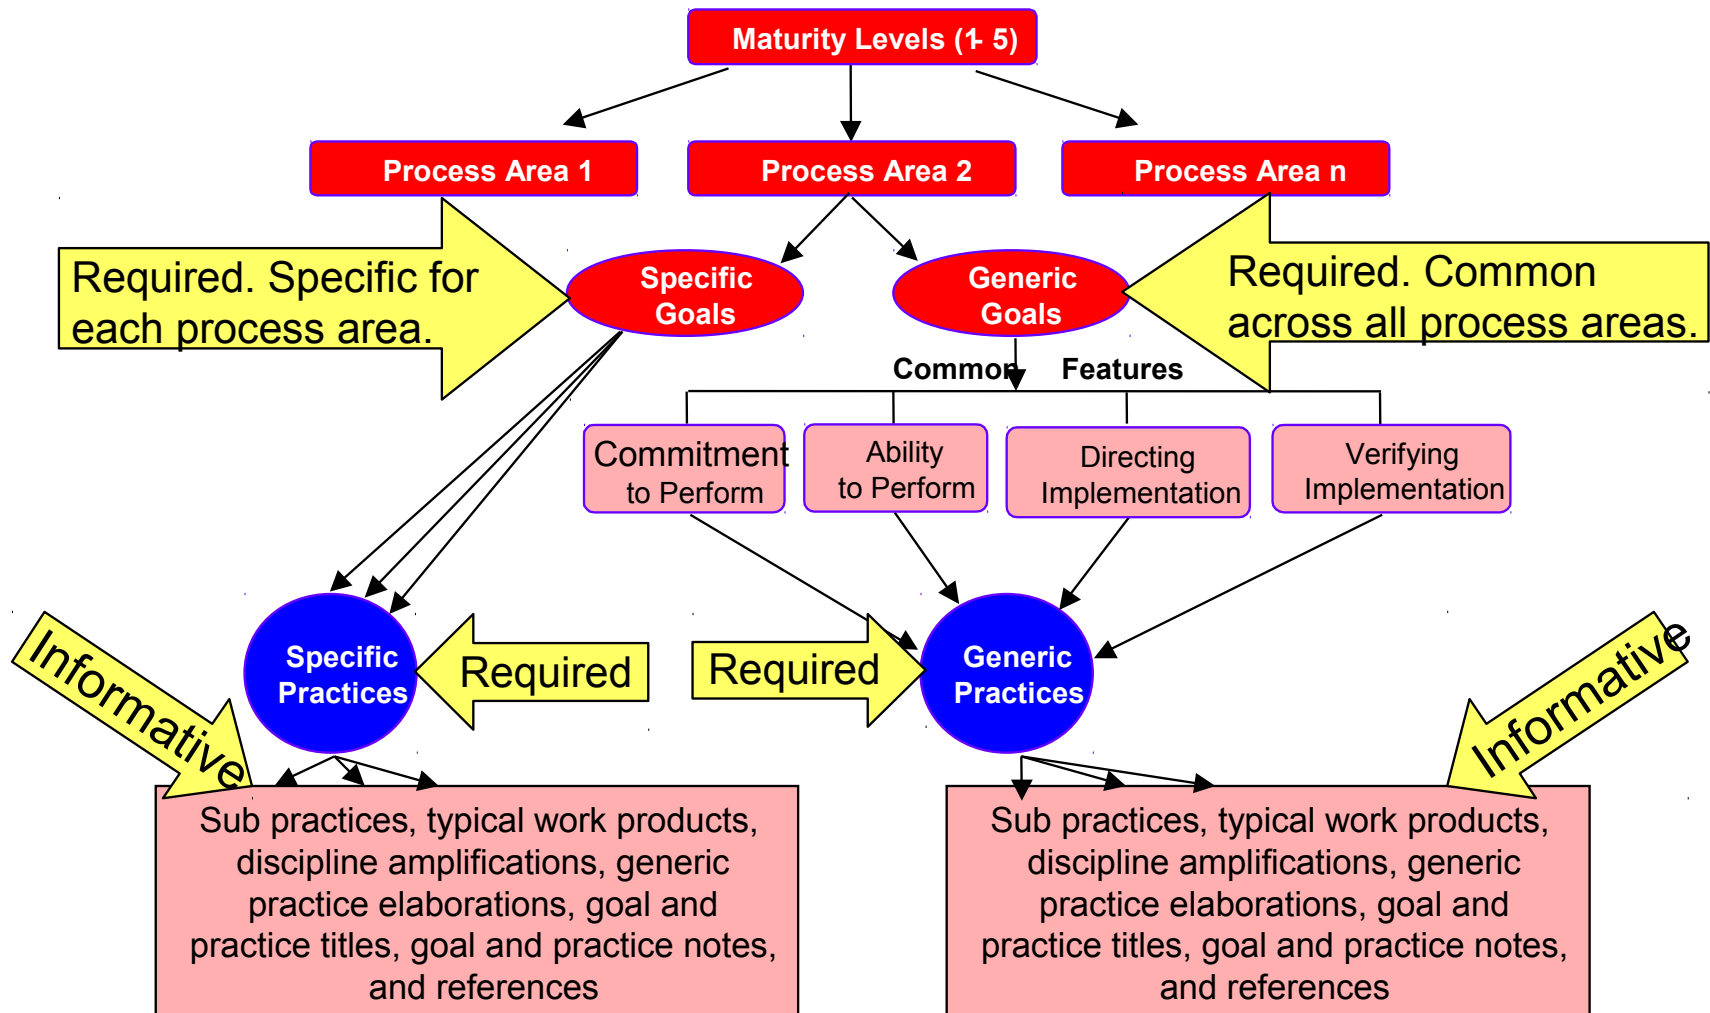 Maturity Levels (1- 5)
Process Area 1
Process Area 2
Process Area n
Required. Specific for
each process area.
Specific
Goals
Generic
Goals
Required. Common
across all process areas.
Common Features
Commitment
to Perform
Ability
to Perform
Directing
Implementation
Verifying
Implementation
Informative
Specific
Practices
Required
Required
Generic
Practices
Informative
Sub practices, typical work products,
discipline amplifications, generic
practice elaborations, goal and
practice titles, goal and practice notes,
and references
Sub practices, typical work products,
discipline amplifications, generic
practice elaborations, goal and
practice titles, goal and practice notes,
and references